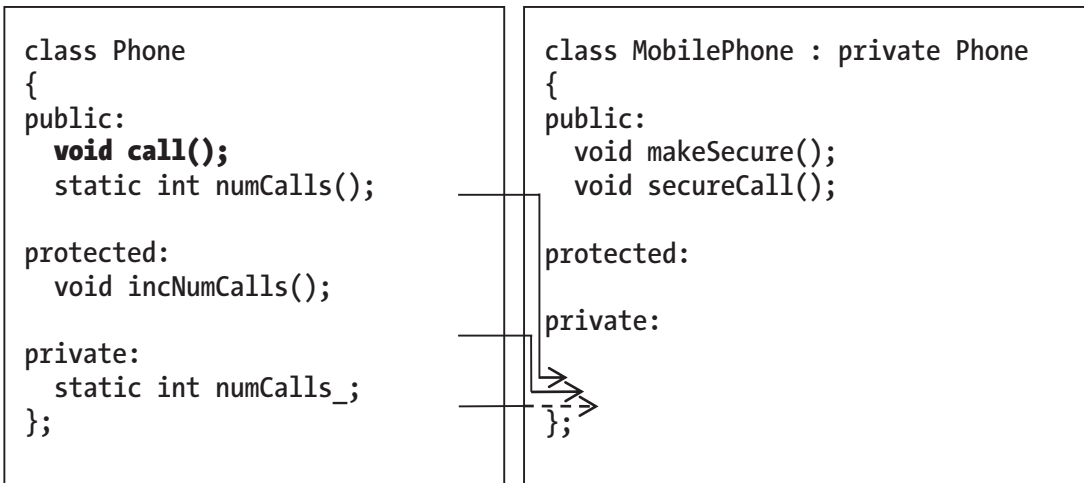 class Phone
{
public:
void call();
static int numCalls();
protected:
void incNumCalls();
private:
static int numCalls_;
};
class MobilePhone : private Phone
{
public:
void makeSecure();
void secureCall();
protected:
private:
};